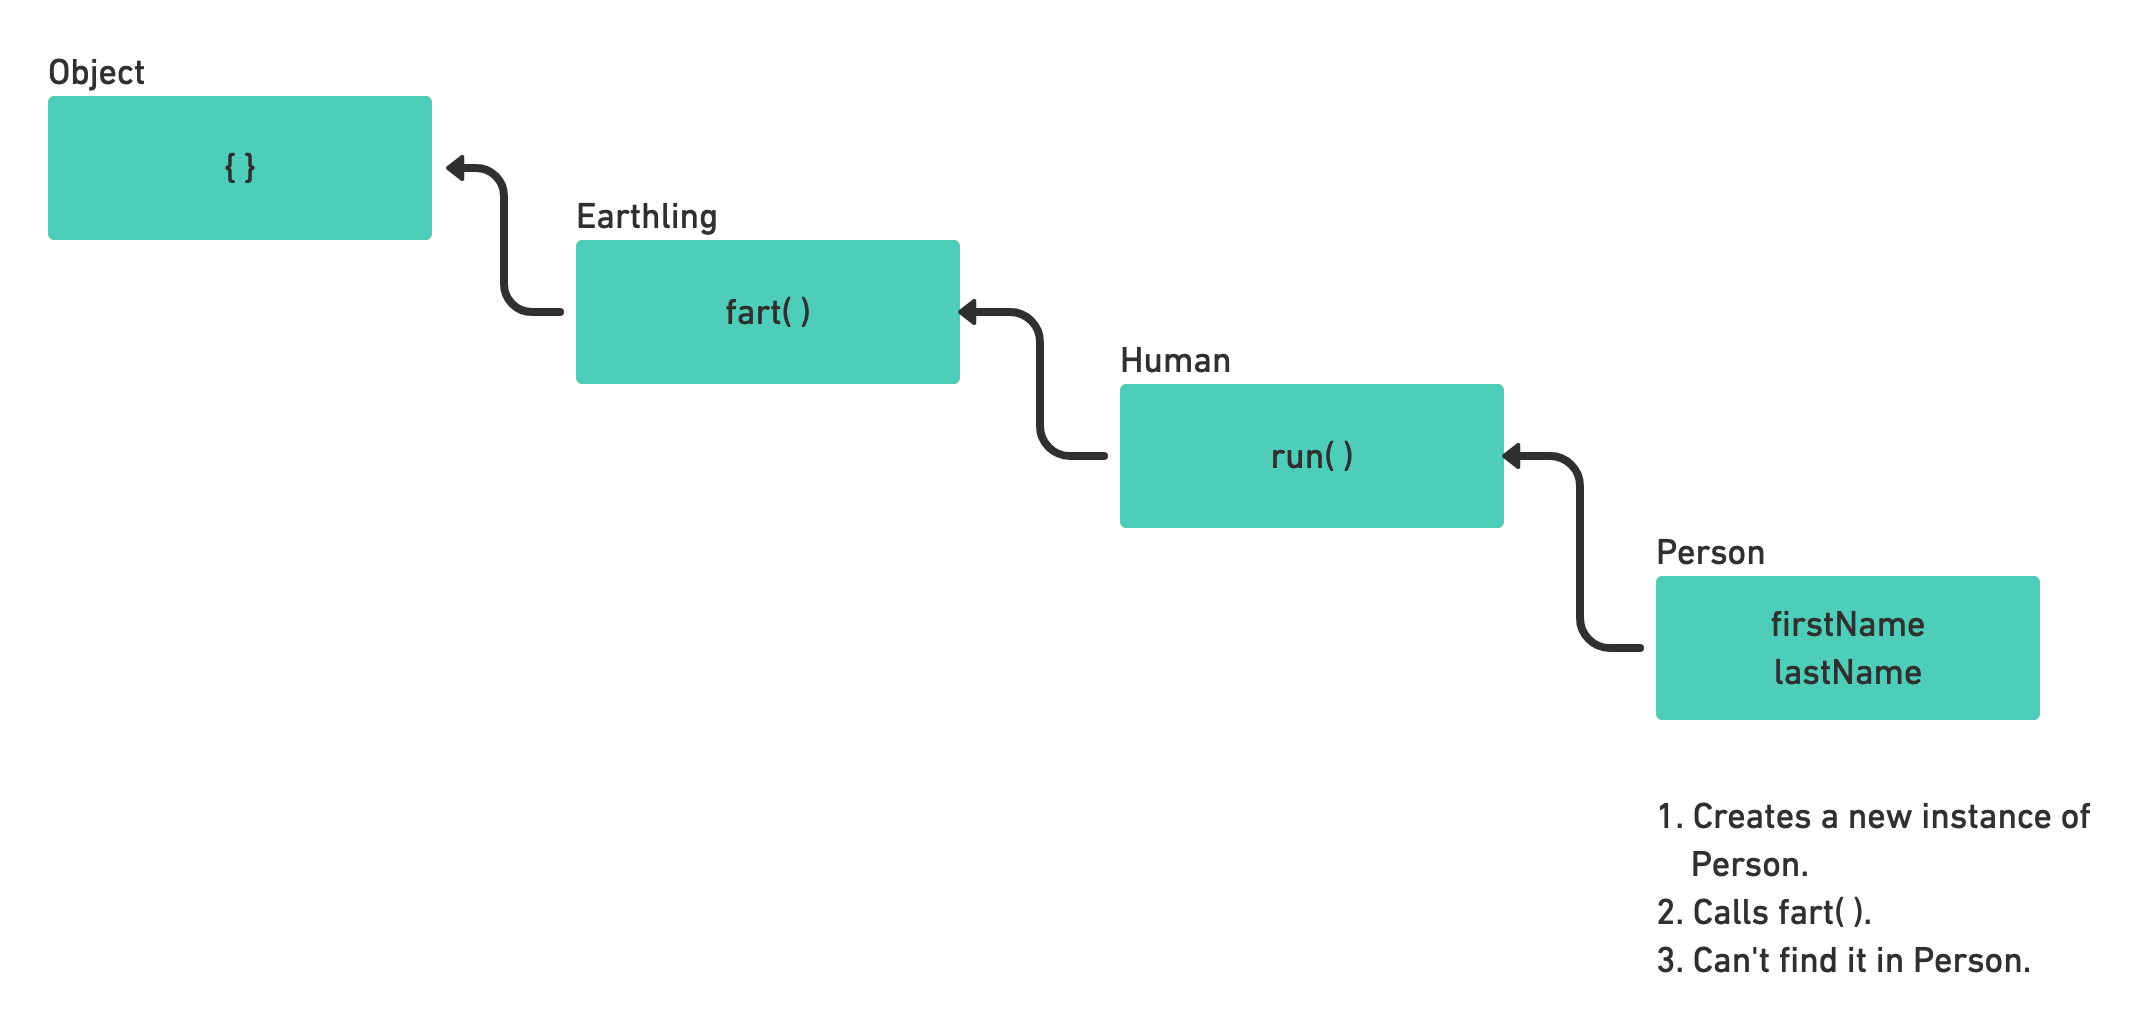 Object
{ }
Earthling
fart( )
Human
run( )
Person
firstName
lastName
1. Creates a new instance of
Person.
2. Calls fart( ).
3. Can't find it in Person.